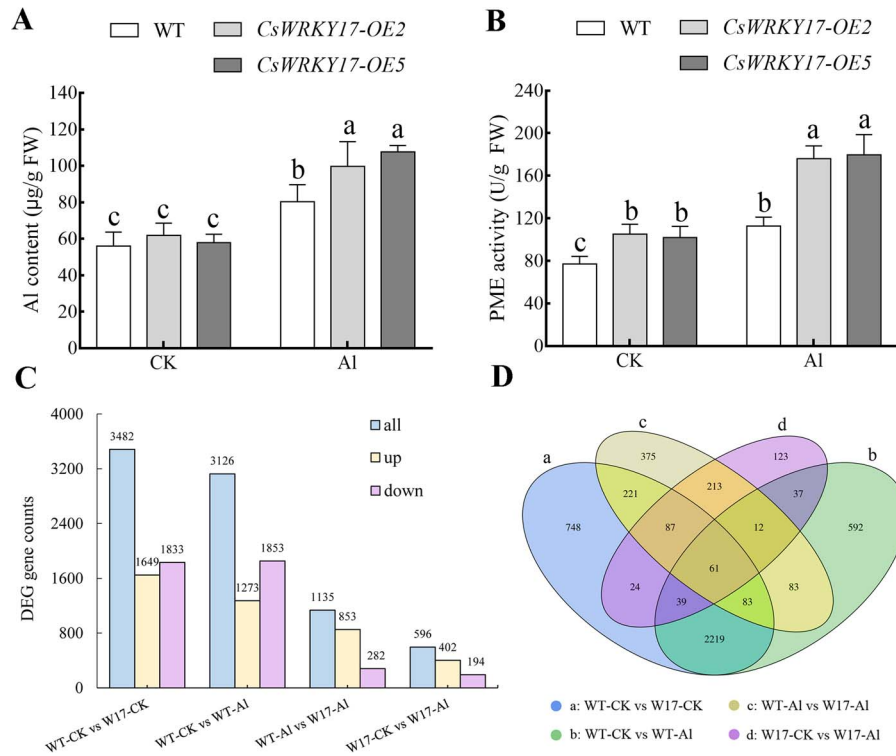 A
WT
CsWRKY17-OE2
CsWRKY17-OE5
Al content (μg/g FW)
140
120
100
80
60
40
20
0
c
c
c
b
a
a
CK
Al
B
WT
CsWRKY17-OE2
CsWRKY17-OE5
PME activity (U/g FW)
240
200
160
120
80
40
0
c
b
b
b
a
a
CK
Al
C
DEG gene counts
4000
3200
2400
1600
800
0
all
up
down
3482
1649
1833
3126
1273
1853
1135
853
282
596
402
194
WT-CK vs W17-CK
WT-CK vs WT-Al
WT-Al vs W17-Al
W17-CK vs W17-Al
D
c
d
a
b
375
123
221
213
37
748
87
12
592
61
24
83
39
83
2219
a: WT-CK vs W17-CK
c: WT-Al vs W17-Al
b: WT-CK vs WT-Al
d: W17-CK vs W17-Al